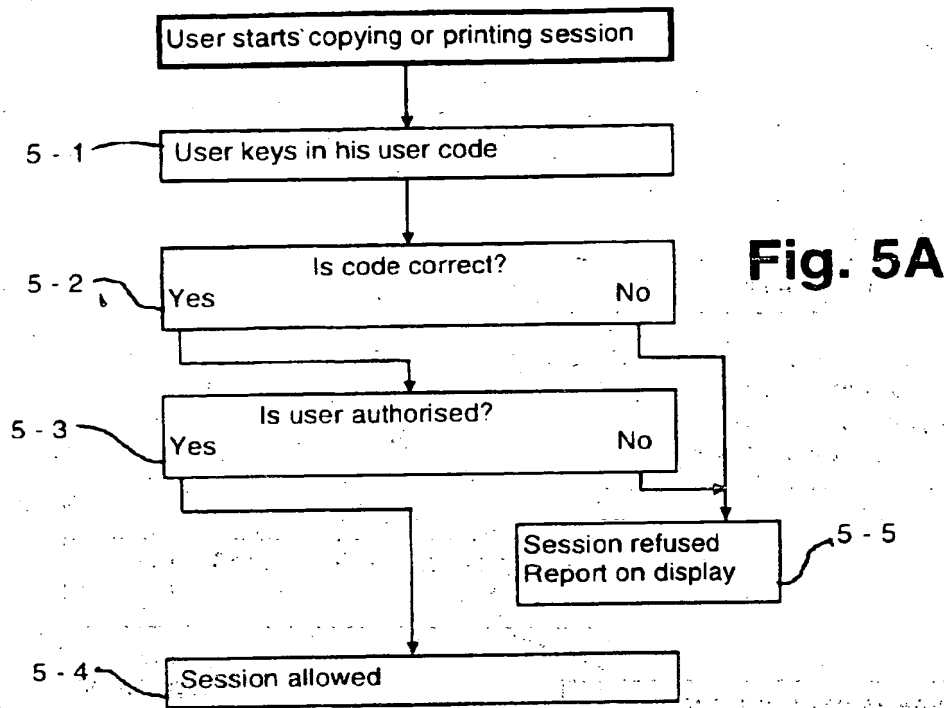 User starts copying or printing session
5 - 1
User keys in his user code
Is code correct?
Fig. 5A
5 - 2
Yes
No
Is user authorised?
5 - 3
Yes
No
Session refused
Report on display
5 - 5
5 - 4
Session allowed